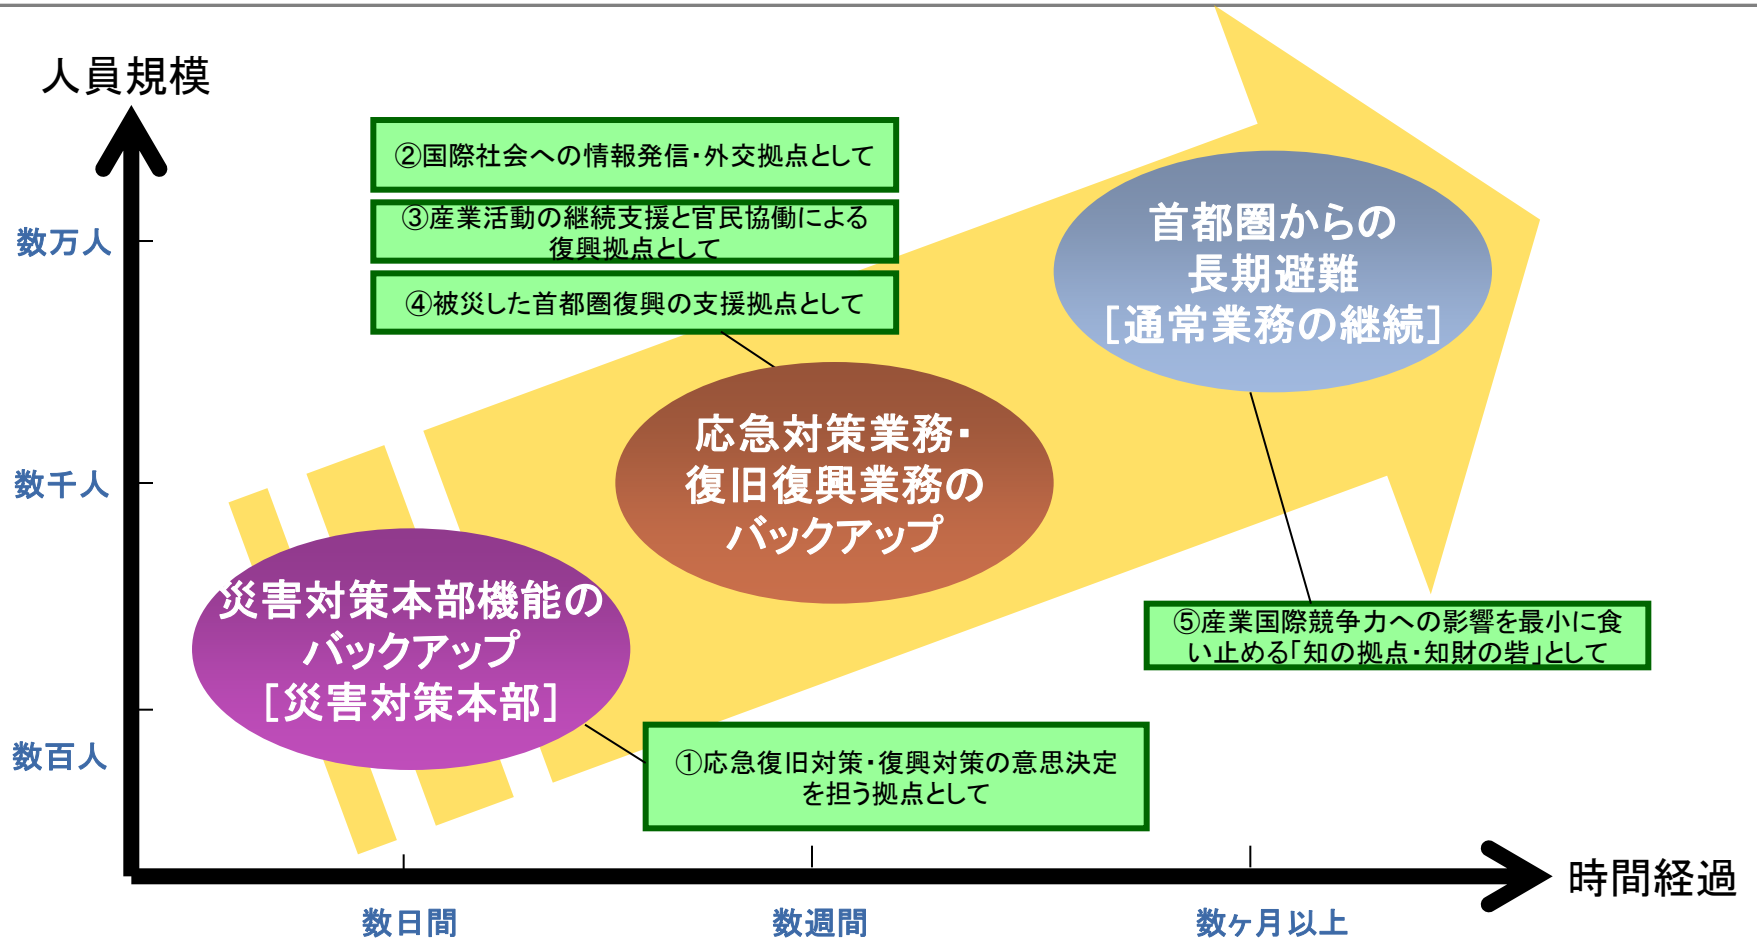 人員規模
②国際社会への情報発信・外交拠点として
③産業活動の継続支援と官民協働による
復興拠点として
④被災した首都圏復興の支援拠点として
数万人
首都圏からの
長期避難
[通常業務の継続]
応急対策業務・
復旧復興業務の
バックアップ
数千人
災害対策本部機能の
バックアップ
[災害対策本部]
⑤産業国際競争力への影響を最小に食
い止める「知の拠点・知財の砦」として
数百人
①応急復旧対策・復興対策の意思決定
を担う拠点として
時間経過
数日間
数週間
数ヶ月以上